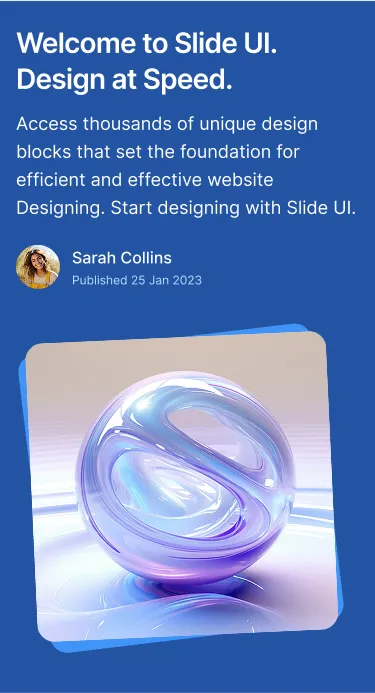 Welcome to Slide UI.
Design at Speed.
Access thousands of unique design
blocks that set the foundation for
efficient and effective website
Designing. Start designing with Slide UI.
Sarah Collins
Published 25 Jan 2023